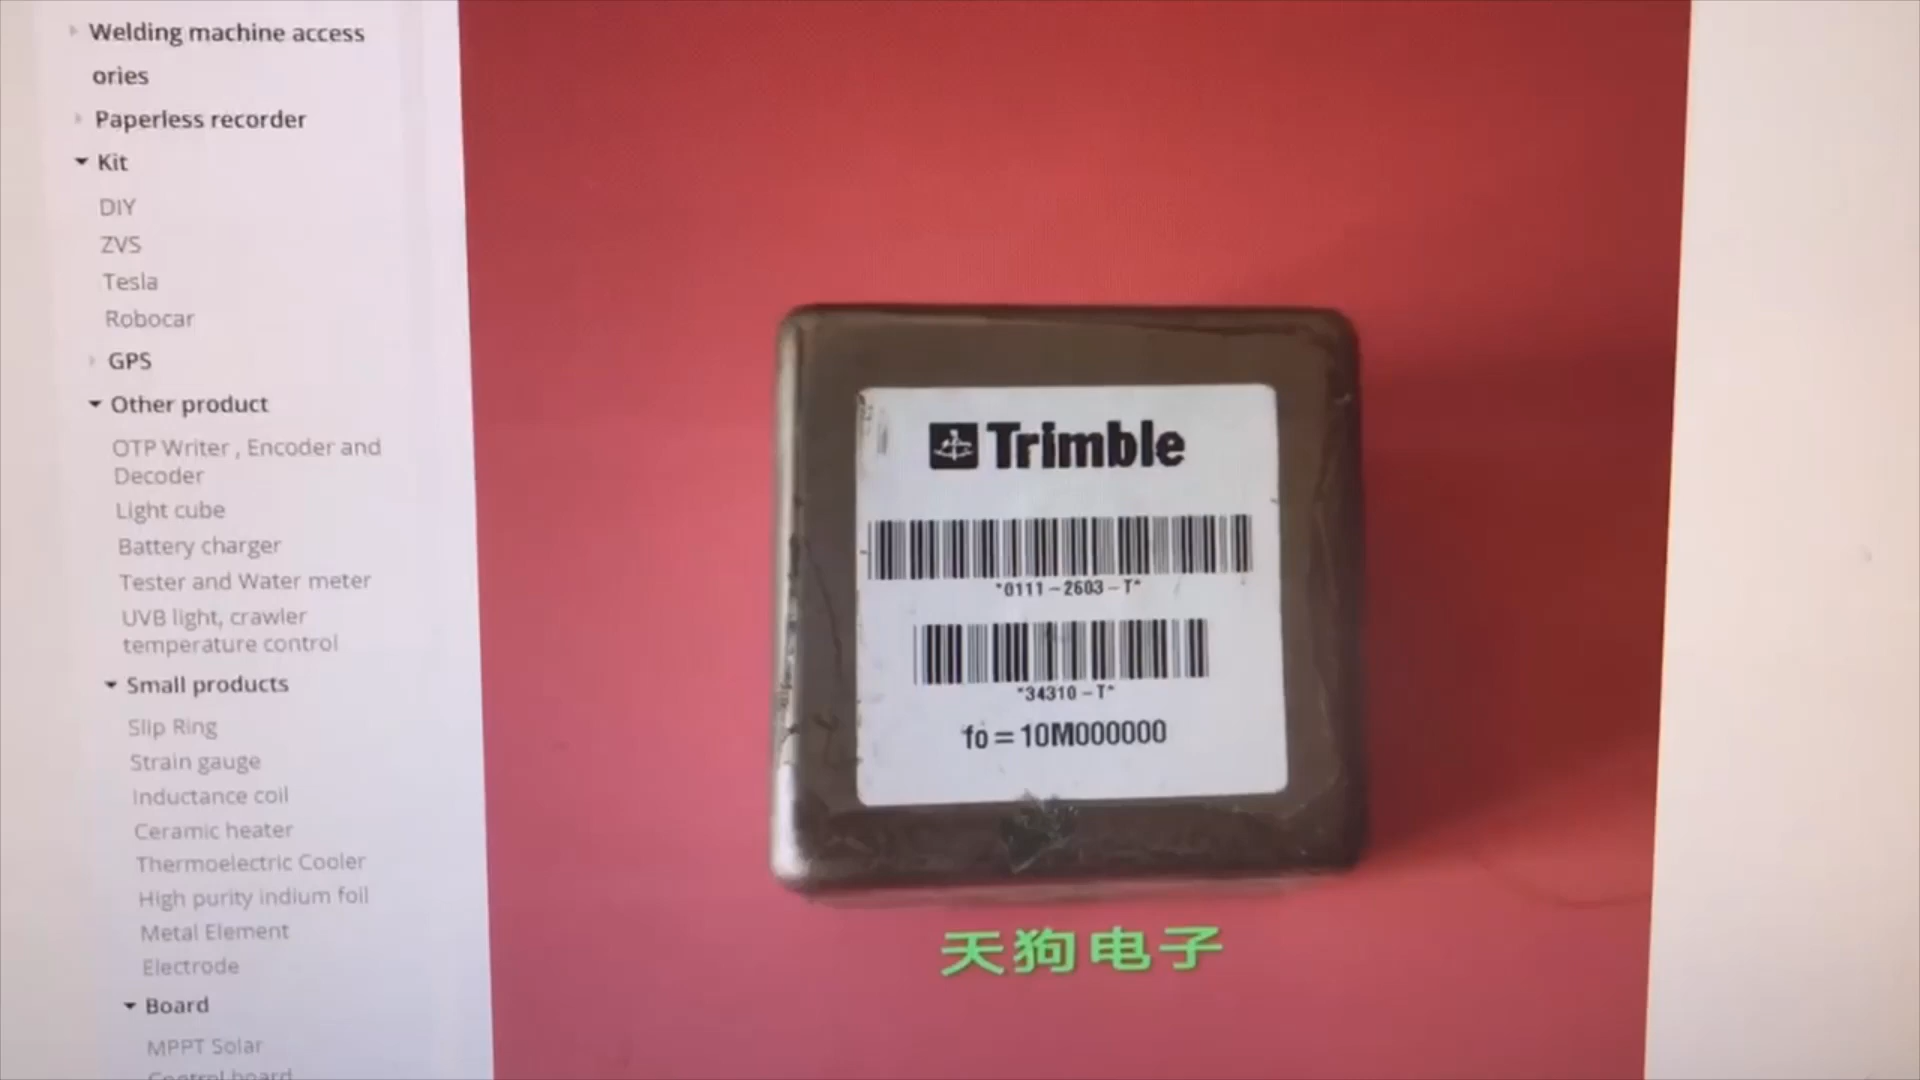 Welding machine access
ories
Paperless recorder
Kit
DIY
ZVS
Tesla
Robocar
GPS
Other product
OTP Writer , Encoder and
Decoder
Light cube
Battery charger
Tester and Water meter
UVB light, crawler
temperature control
Small products
Slip Ring
Strain gauge
Inductance coil
Ceramic heater
Thermoelectric Cooler
High purity indium foil
Metal Element
Electrode
Board
MPPT Solar
Control board
Trimble
*0111-2603-T*
*34310-T*
fo = 10M000000
天狗电子